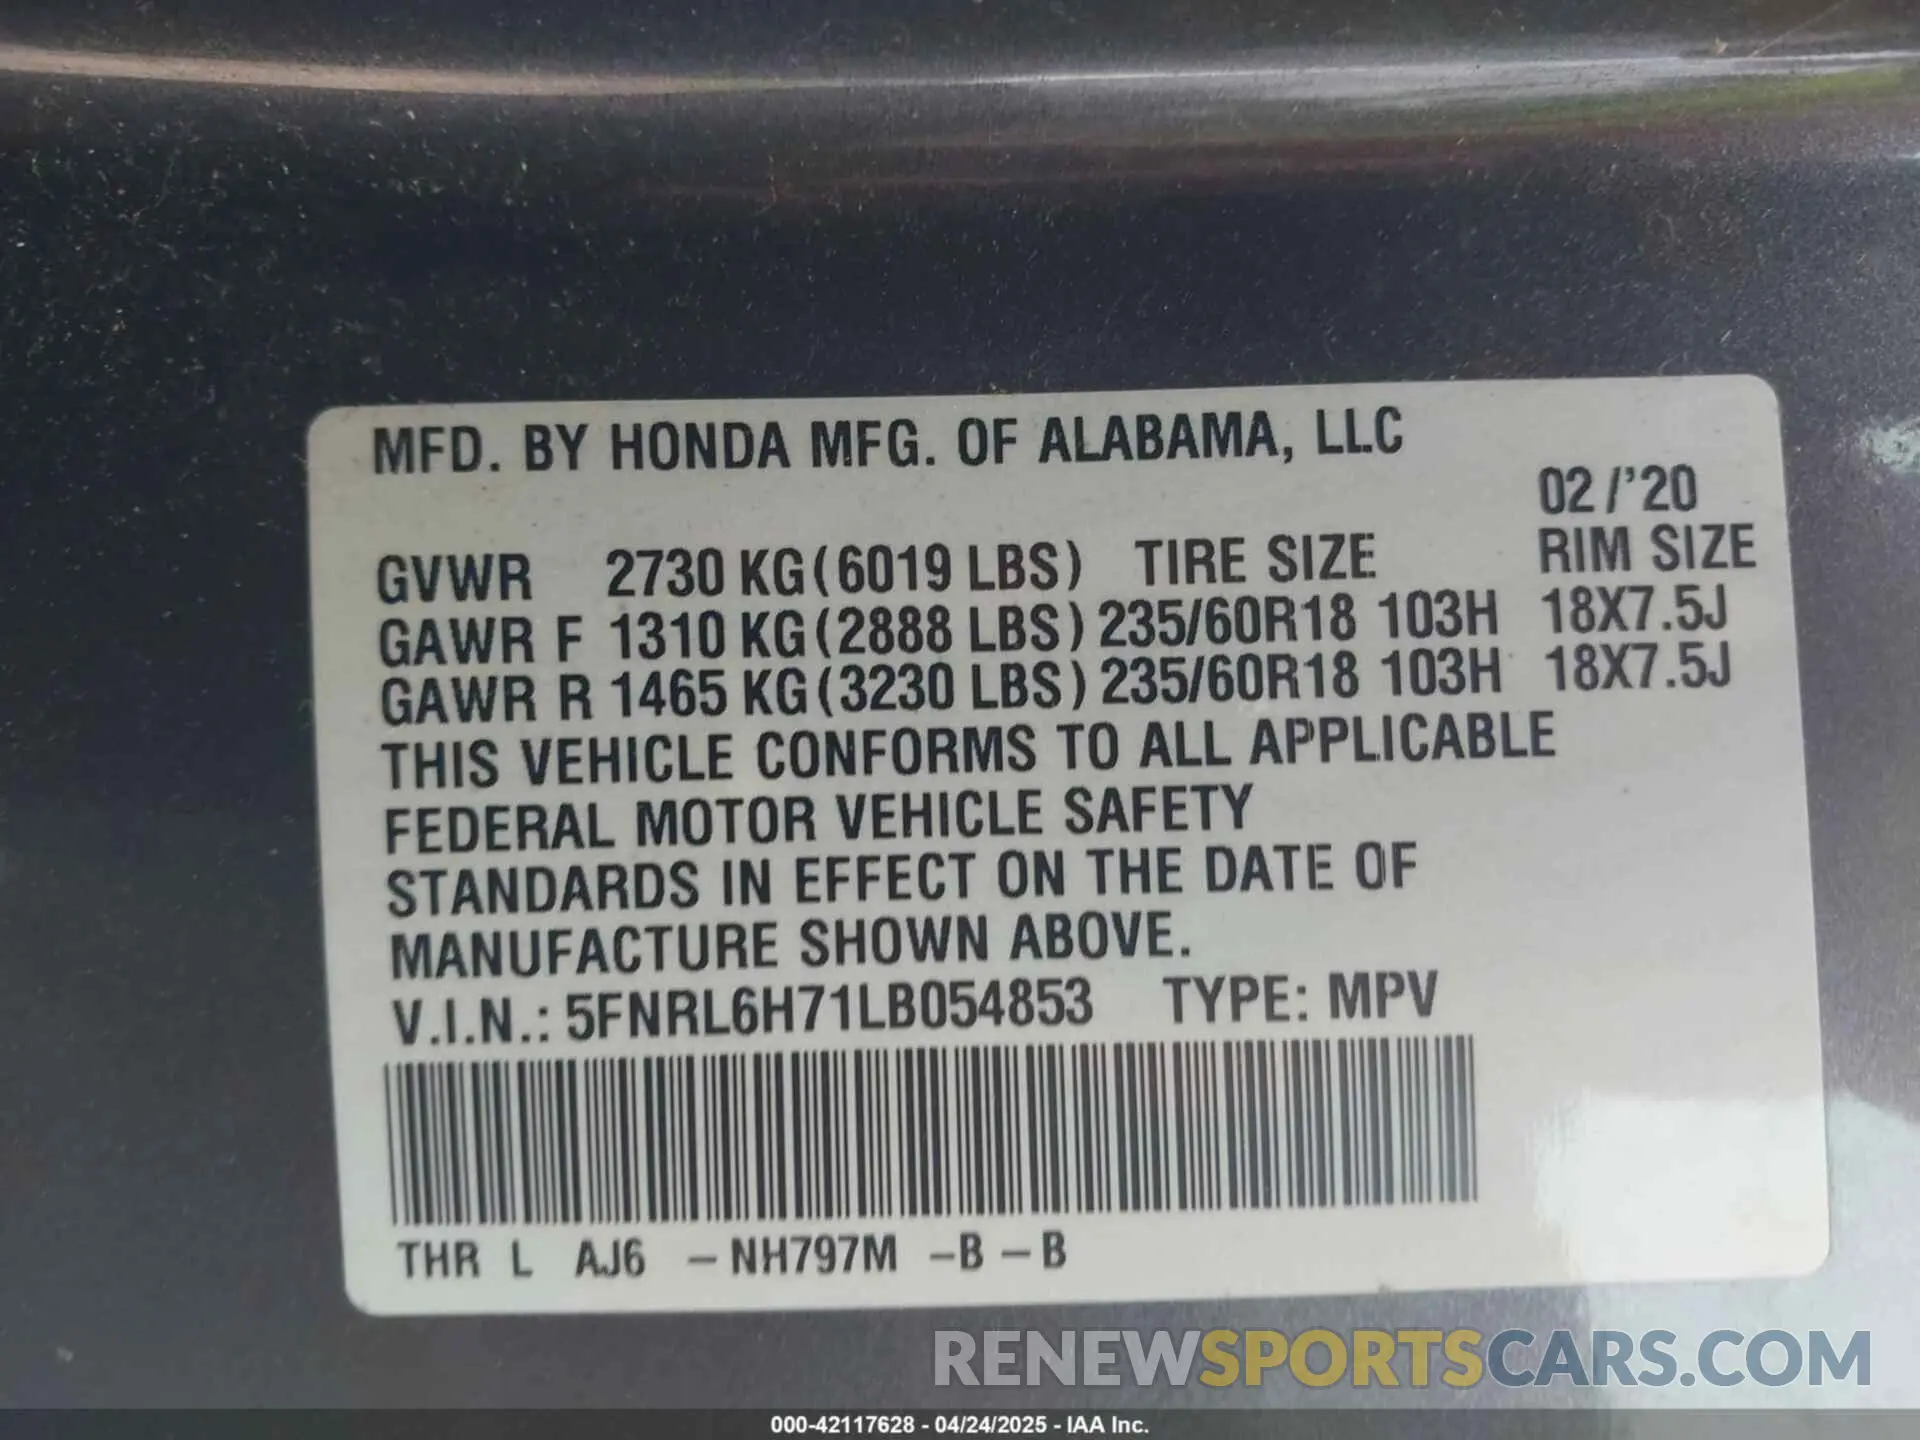 MFD. BY HONDA MFG. OF ALABAMA, LLC
02 /'20
GVWR 2730 KG (6019 LBS) TIRE SIZE RIM SIZE
GAWR F 1310 KG (2888 LBS) 235/60R18 103H 18X7.5J
GAWR R 1465 KG (3230 LBS) 235/60R18 103H 18X7.5J
THIS VEHICLE CONFORMS TO ALL APPLICABLE
FEDERAL MOTOR VEHICLE SAFETY
STANDARDS IN EFFECT ON THE DATE OF
MANUFACTURE SHOWN ABOVE.
V.I.N.: 5FNRL6H71LB054853 TYPE: MPV
THR L AJ6 – NH797M –B – B
RENEWSPORTSCARS.COM
000-42117628 - 04/24/2025 - IAA Inc.